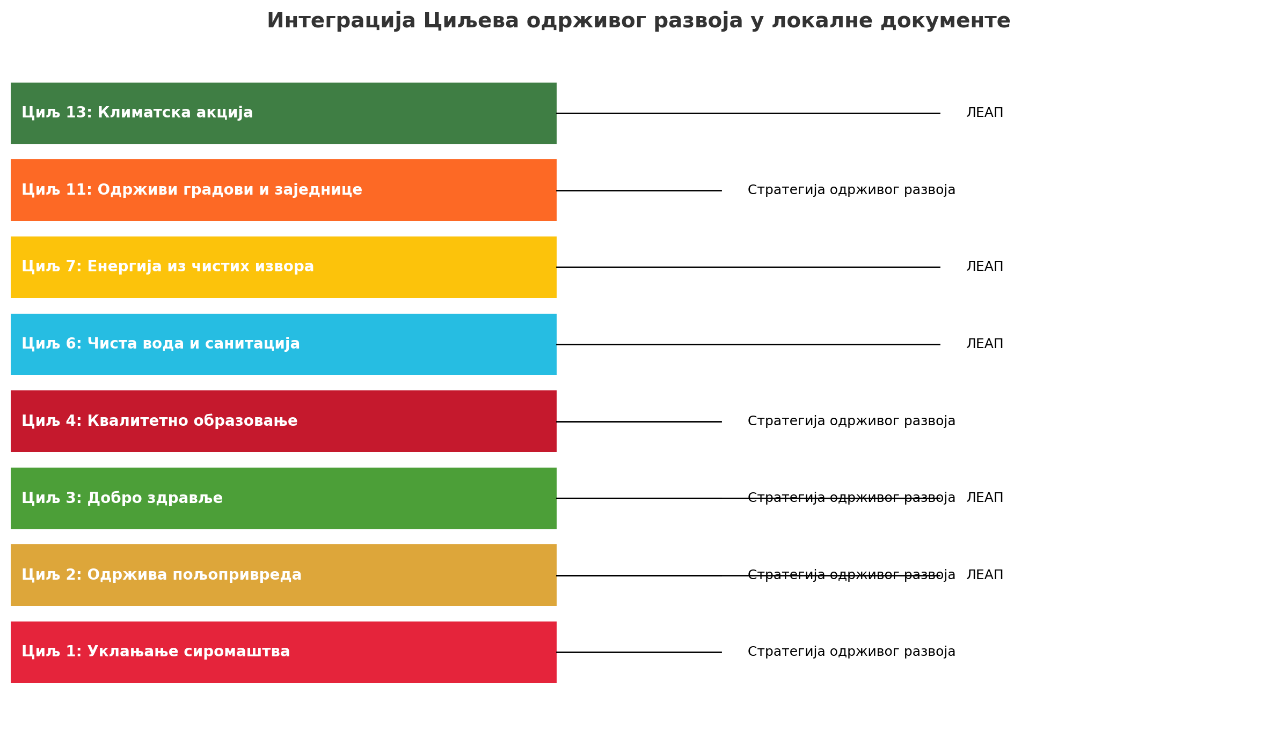 Интеграција Циљева одрживог развоја у локалне документе
Циљ 13: Климатска акција ЛЕАП
Циљ 11: Одрживи градови и заједнице Стратегија одрживог развоја
Циљ 7: Енергија из чистих извора ЛЕАП
Циљ 6: Чиста вода и санитација ЛЕАП
Циљ 4: Квалитетно образовање Стратегија одрживог развоја
Циљ 3: Добро здравље Стратегија одрживог развоја ЛЕАП
Циљ 2: Одржива пољопривреда Стратегија одрживог развоја ЛЕАП
Циљ 1: Уклањање сиромаштва Стратегија одрживог развоја